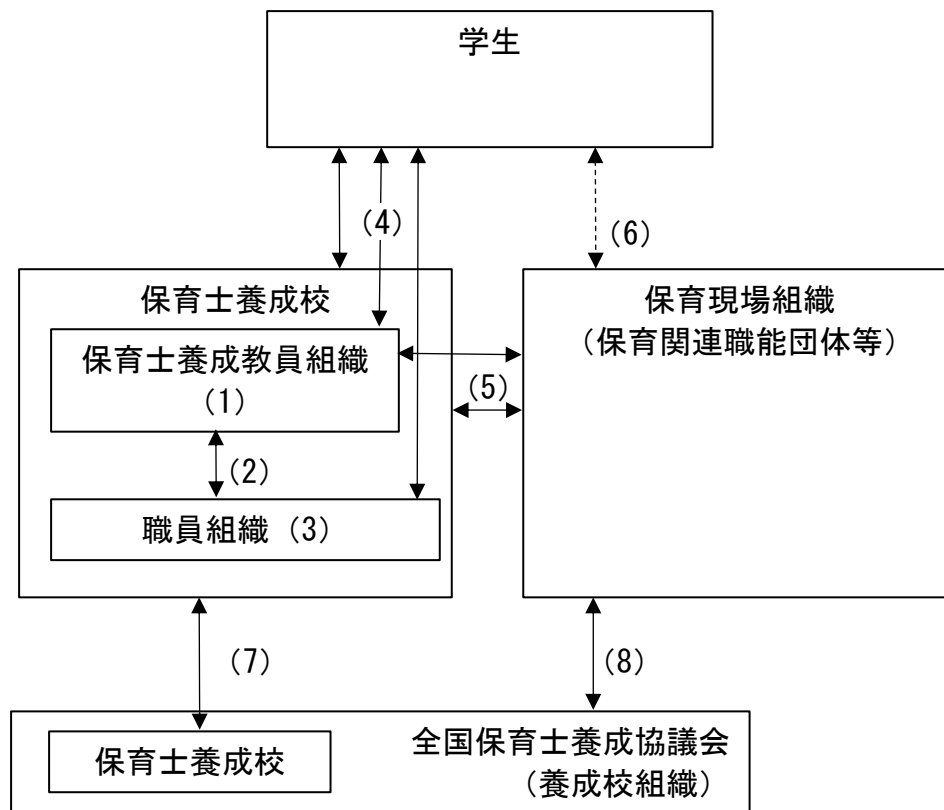 学生
(4)
(6)
保育士養成校
保育士養成教員組織
(1)
(2)
職員組織 (3)
(5)
保育現場組織
(保育関連職能団体等)
(7)
(8)
保育士養成校
全国保育士養成協議会
(養成校組織)